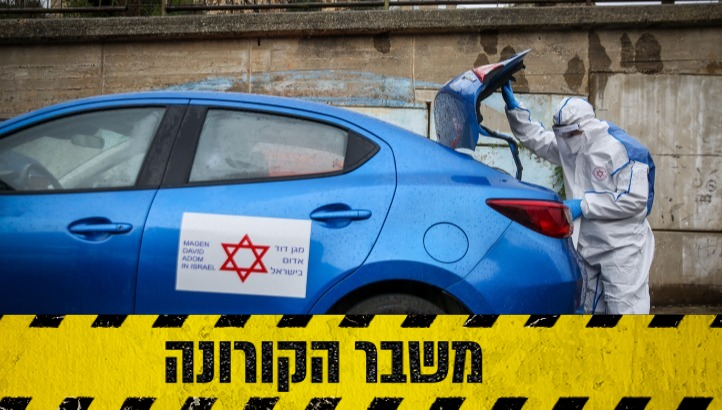 MAGEN
DAVID
ADOM
IN ISRAEL
מגן דוד
אדום
בישראל
משבר הקורונה